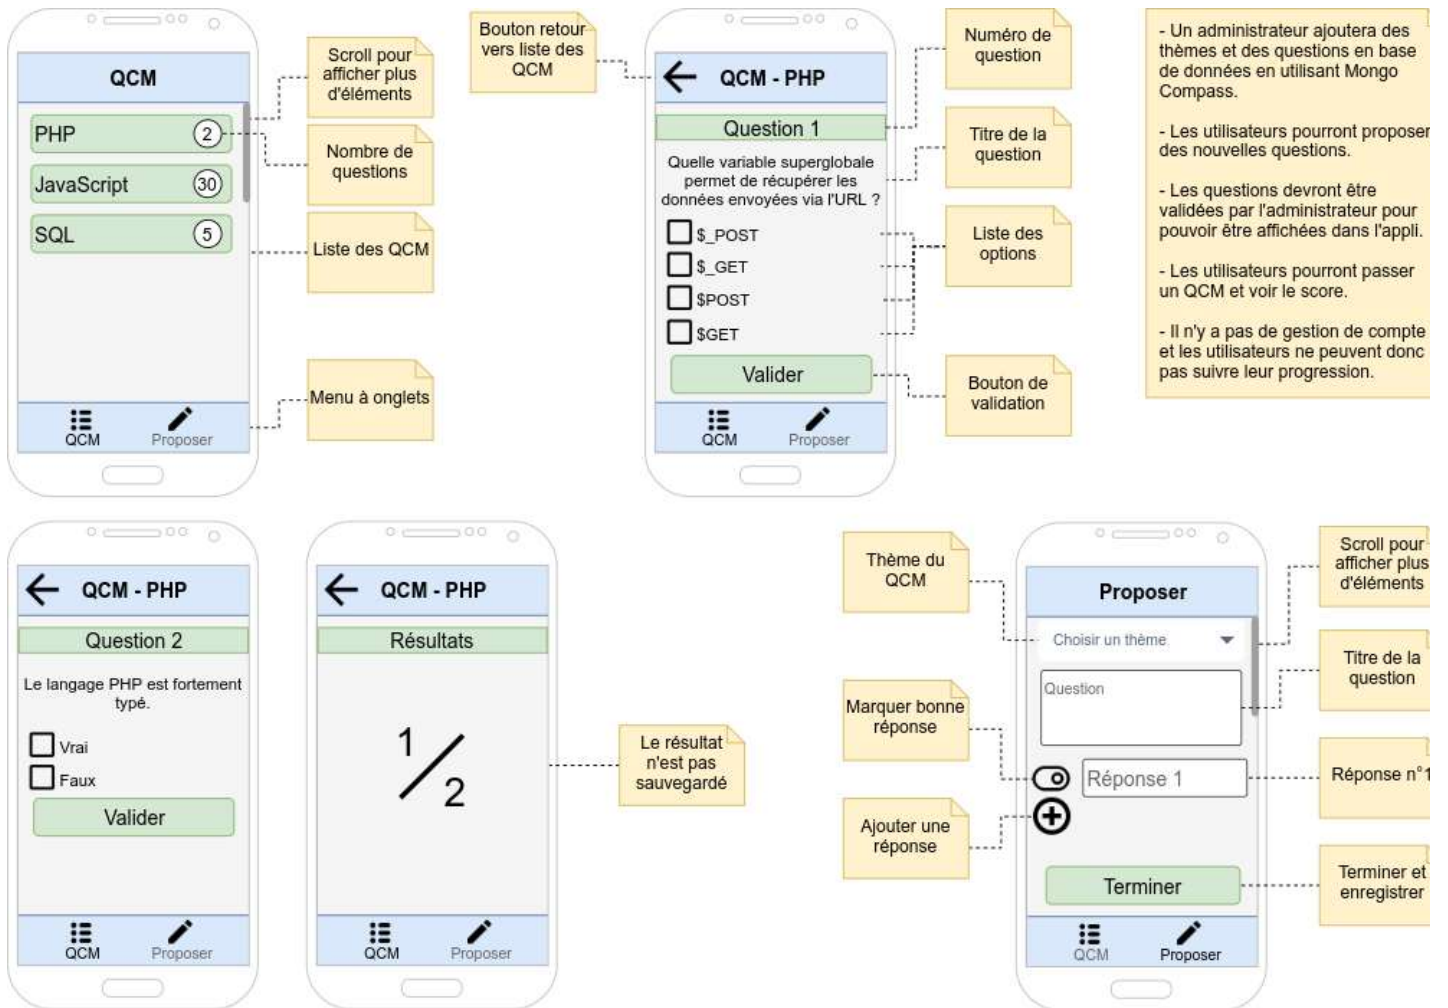 QCM
PHP
2
JavaScript
30
SQL
5
QCM
Proposer
Scroll pour
afficher plus
d'éléments
Nombre de
questions
Liste des QCM
Menu à onglets
Bouton retour
vers liste des
QCM
QCM - PHP
Question 1
Quelle variable superglobale
permet de récupérer les
données envoyées via l'URL ?
$_POST
$_GET
$POST
$GET
Valider
QCM
Proposer
Numéro de
question
Titre de la
question
Liste des
options
Bouton de
validation
- Un administrateur ajoutera des
thèmes et des questions en base
de données en utilisant Mongo
Compass.
- Les utilisateurs pourront proposer
des nouvelles questions.
- Les questions devront être
validées par l'administrateur pour
pouvoir être affichées dans l'appli.
- Les utilisateurs pourront passer
un QCM et voir le score.
- Il n'y a pas de gestion de compte
et les utilisateurs ne peuvent donc
pas suivre leur progression.
QCM - PHP
Question 2
Le langage PHP est fortement
typé.
Vrai
Faux
Valider
QCM
Proposer
QCM - PHP
Résultats
1
2
QCM
Proposer
Le résultat
n'est pas
sauvegardé
Thème du
QCM
Marquer bonne
réponse
Ajouter une
réponse
Proposer
Choisir un thème
Question
Réponse 1
Terminer
QCM
Proposer
Scroll pour
afficher plus
d'éléments
Titre de la
question
Réponse n°1
Terminer et
enregistrer